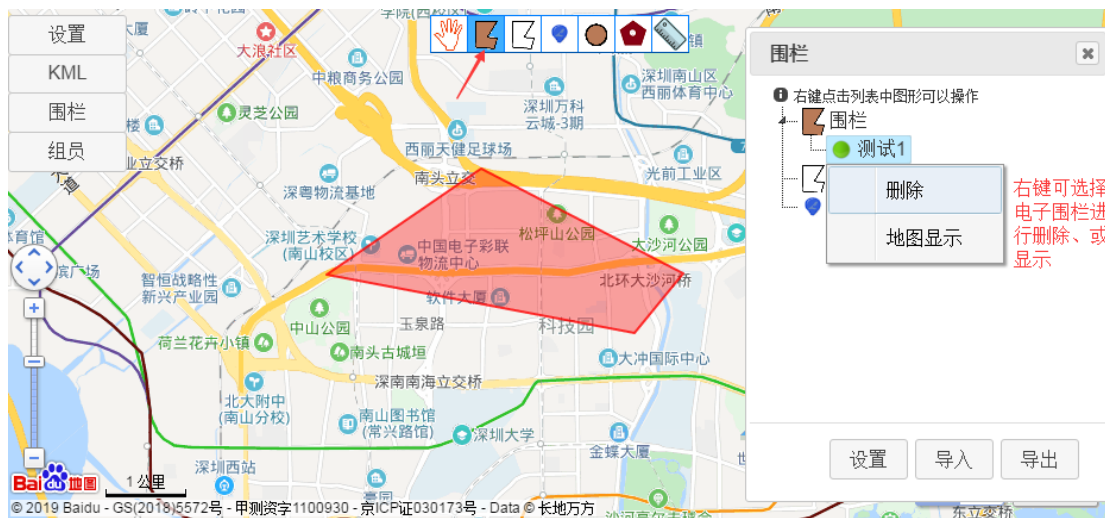 设置
KML
围栏
组员
大浪社区
中粮商务公园
灵芝公园
深圳万科
云城-3期
深圳南山区
西丽体育中心
西丽天健足球场
业立交桥
南头立交
深粤物流基地
光前工业区
松坪山公园
大沙河公园
深圳艺术学校
(南山校区)
中国电子彩联
物流中心
智恒战略性
新兴产业园
北环大沙河桥
软件大厦
中山公园
玉泉路
科技园
荷兰花卉小镇
南头古城垣
大冲国际中心
深南南海立交桥
北大附中
(南山分校)
南山图书馆
(常兴路馆)
深圳大学
金蝶大厦
深圳西站
Bai du 地图
1 公里
© 2019 Baidu - GS(2018)5572号 - 甲测资字1100930 - 京ICP证030173号 - Data © 长地万方
围栏
右键点击列表中图形可以操作
围栏
测试1
删除
地图显示
右键可选择
电子围栏进
行删除、或
显示
设置
导入
导出
东立交桥